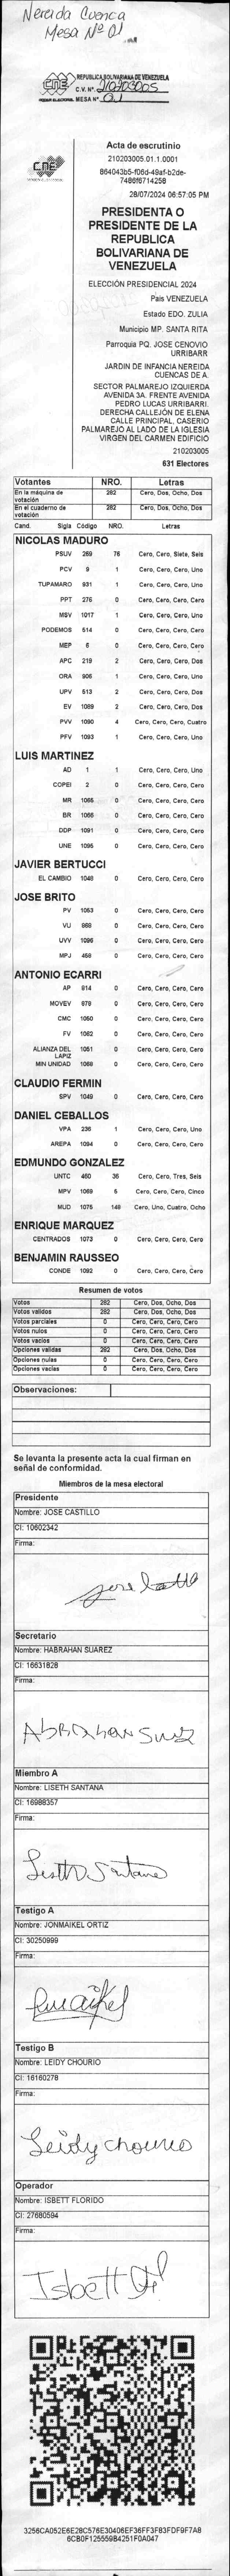 Nereida Cuenca
Mesa Nº 01
CNE
REPUBLICA BOLIVARIANA DE VENEZUELA
C.V. Nº. 210203005
MESA Nº 01
CNE
Acta de escrutinio
210203005.01.1.0001
28/07/2024 06:57:05 PM
PRESIDENTA O
PRESIDENTE DE LA
REPUBLICA
BOLIVARIANA DE
VENEZUELA
ELECCIÓN PRESIDENCIAL 2024
País VENEZUELA
Estado EDO. ZULIA
Municipio MP. SANTA RITA
Parroquia PQ. JOSE CENOVIO
URRIBARR
JARDIN DE INFANCIA NEREIDA
CUENCAS DE A.
SECTOR PALMAREJO IZQUIERDA
AVENIDA 3A. FRENTE AVENIDA
PEDRO LUCAS URRIBARRI.
DERECHA CALLEJÓN DE ELENA
CALLE PRINCIPAL, CASERIO
PALMAREJO AL LADO DE LA IGLESIA
VIRGEN DEL CARMEN EDIFICIO
210203005
631 Electores
Votantes NRO. Letras
En la máquina de votación 282 Cero, Dos, Ocho, Dos
En el cuaderno de votación 282 Cero, Dos, Ocho, Dos
Cand. Sigla Código NRO. Letras
NICOLAS MADURO
PSUV 269 76 Cero, Cero, Siete, Seis
PCV 9 1 Cero, Cero, Cero, Uno
TUPAMARO 931 1 Cero, Cero, Cero, Uno
PPT 276 0 Cero, Cero, Cero, Cero
MSV 1017 1 Cero, Cero, Cero, Uno
PODEMOS 514 0 Cero, Cero, Cero, Cero
MEP 6 0 Cero, Cero, Cero, Cero
APC 219 2 Cero, Cero, Cero, Dos
ORA 906 1 Cero, Cero, Cero, Uno
UPV 513 2 Cero, Cero, Cero, Dos
EV 1089 2 Cero, Cero, Cero, Dos
PVV 1090 4 Cero, Cero, Cero, Cuatro
PFV 1093 1 Cero, Cero, Cero, Uno
LUIS MARTINEZ
AD 1 1 Cero, Cero, Cero, Uno
COPEI 2 0 Cero, Cero, Cero, Cero
MR 1065 0 Cero, Cero, Cero, Cero
BR 1066 0 Cero, Cero, Cero, Cero
DDP 1091 0 Cero, Cero, Cero, Cero
UNE 1095 0 Cero, Cero, Cero, Cero
JAVIER BERTUCCI
EL CAMBIO 1046 0 Cero, Cero, Cero, Cero
JOSE BRITO
PV 1053 0 Cero, Cero, Cero, Cero
VU 868 0 Cero, Cero, Cero, Cero
UVV 1096 0 Cero, Cero, Cero, Cero
MPJ 458 0 Cero, Cero, Cero, Cero
ANTONIO ECARRI
AP 914 0 Cero, Cero, Cero, Cero
MOVEV 979 0 Cero, Cero, Cero, Cero
CMC 1050 0 Cero, Cero, Cero, Cero
FV 1062 0 Cero, Cero, Cero, Cero
ALIANZA DEL LAPIZ 1051 0 Cero, Cero, Cero, Cero
MIN UNIDAD 1068 0 Cero, Cero, Cero, Cero
CLAUDIO FERMIN
SPV 1049 0 Cero, Cero, Cero, Cero
DANIEL CEBALLOS
VPA 236 1 Cero, Cero, Cero, Uno
AREPA 1094 0 Cero, Cero, Cero, Cero
EDMUNDO GONZALEZ
UNTC 460 36 Cero, Cero, Tres, Seis
MPV 1069 5 Cero, Cero, Cero, Cinco
MUD 1075 148 Cero, Uno, Cuatro, Ocho
ENRIQUE MARQUEZ
CENTRADOS 1073 0 Cero, Cero, Cero, Cero
BENJAMIN RAUSSEO
CONDE 1092 0 Cero, Cero, Cero, Cero
Resumen de votos
Votos 282 Cero, Dos, Ocho, Dos
Votos validos 282 Cero, Dos, Ocho, Dos
Votos parciales 0 Cero, Cero, Cero, Cero
Votos nulos 0 Cero, Cero, Cero, Cero
Votos vacios 0 Cero, Cero, Cero, Cero
Opciones validas 282 Cero, Dos, Ocho, Dos
Opciones nulas 0 Cero, Cero, Cero, Cero
Opciones vacias 0 Cero, Cero, Cero, Cero
Observaciones:
Se levanta la presente acta la cual firman en
señal de conformidad.
Miembros de la mesa electoral
Presidente
Nombre: JOSE CASTILLO
CI: 10602342
Firma:
Secretario
Nombre: HABRAHAN SUAREZ
CI: 16631828
Firma:
Miembro A
Nombre: LISETH SANTANA
CI: 16988357
Firma:
Liseth Santana
Testigo A
Nombre: JONMAIKEL ORTIZ
CI: 30250999
Firma:
Testigo B
Nombre: LEIDY CHOURIO
CI: 16160278
Firma:
Leidy chourio
Operador
Nombre: ISBETT FLORIDO
CI: 27680594
Firma:
Isbett
3256CA052E6E28C576E30406EF36FF3F83FDF9F7A8
6CB0F125559B4251F0A047